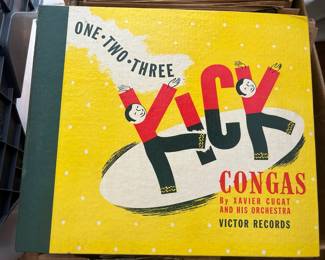 ONE-TWO-THREE
KICK
CONGAS
By XAVIER CUGAT
AND HIS ORCHESTRA
VICTOR RECORDS